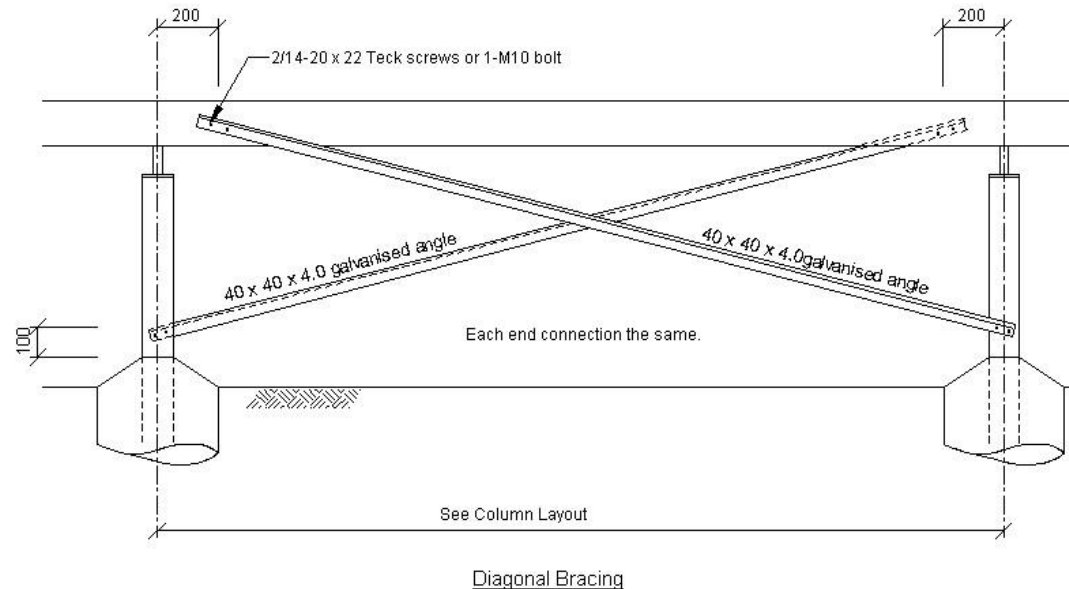 200
200
2/14-20 x 22 Teck screws or 1-M10 bolt
40 x 40 x 4.0 galvanised angle
40 x 40 x 4.0galvanised angle
100
Each end connection the same.
See Column Layout
Diagonal Bracing